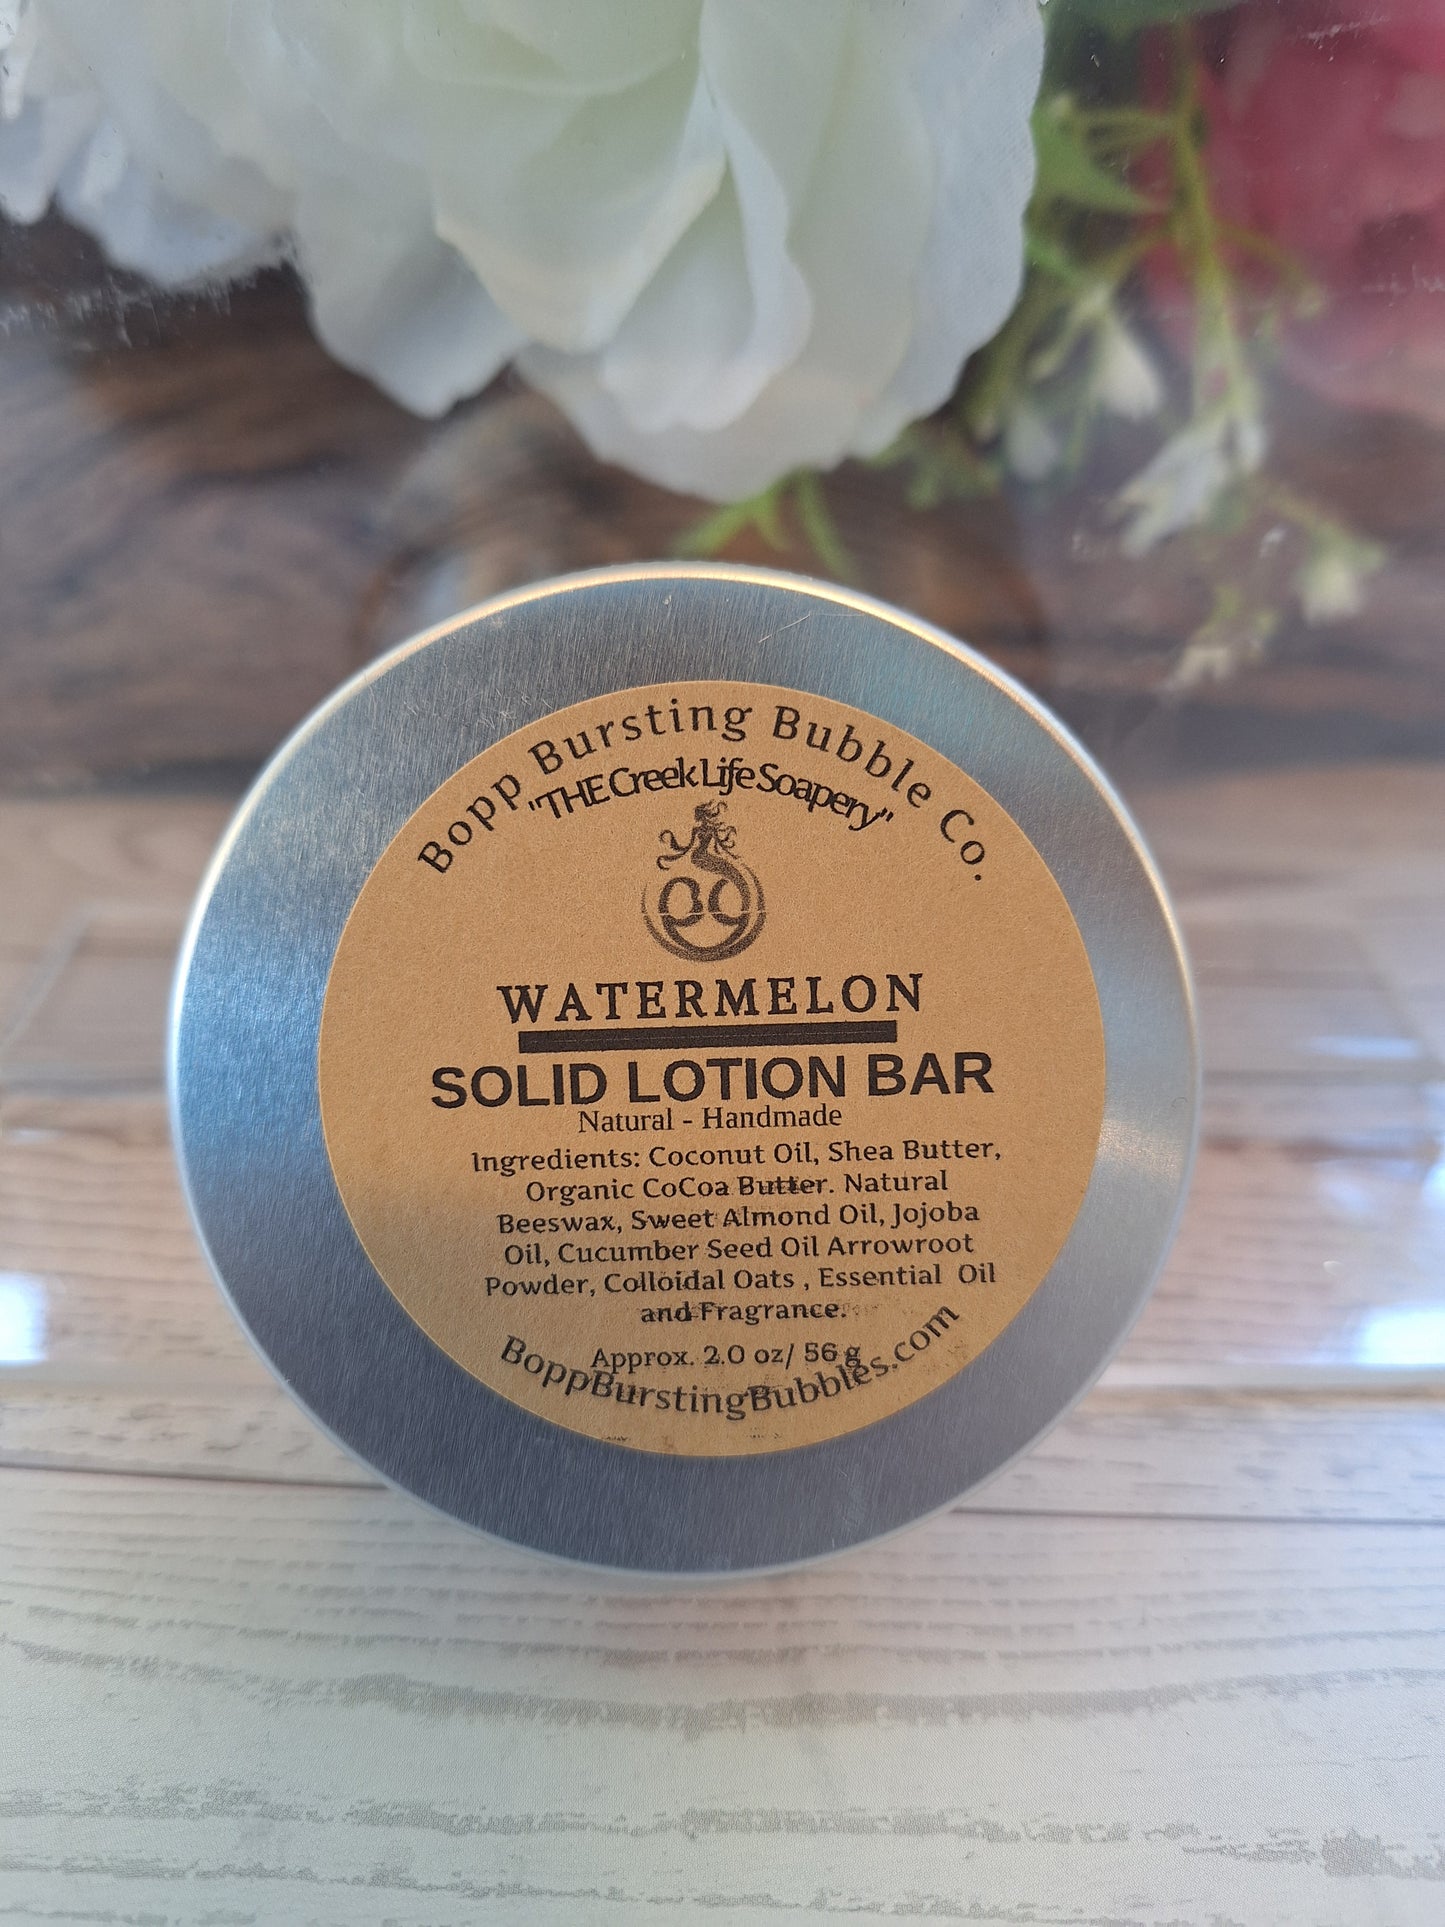 Bopp Bursting Bubble Co.
"THE Creek Life Soapery"
WATERMELON
SOLID LOTION BAR
Natural - Handmade
Ingredients: Coconut Oil, Shea Butter,
Organic CoCoa Butter. Natural
Beeswax, Sweet Almond Oil, Jojoba
Oil, Cucumber Seed Oil Arrowroot
Powder, Colloidal Oats , Essential Oil
and Fragrance.
Approx. 2.0 oz/ 56 g
BoppBurstingBubbles.com